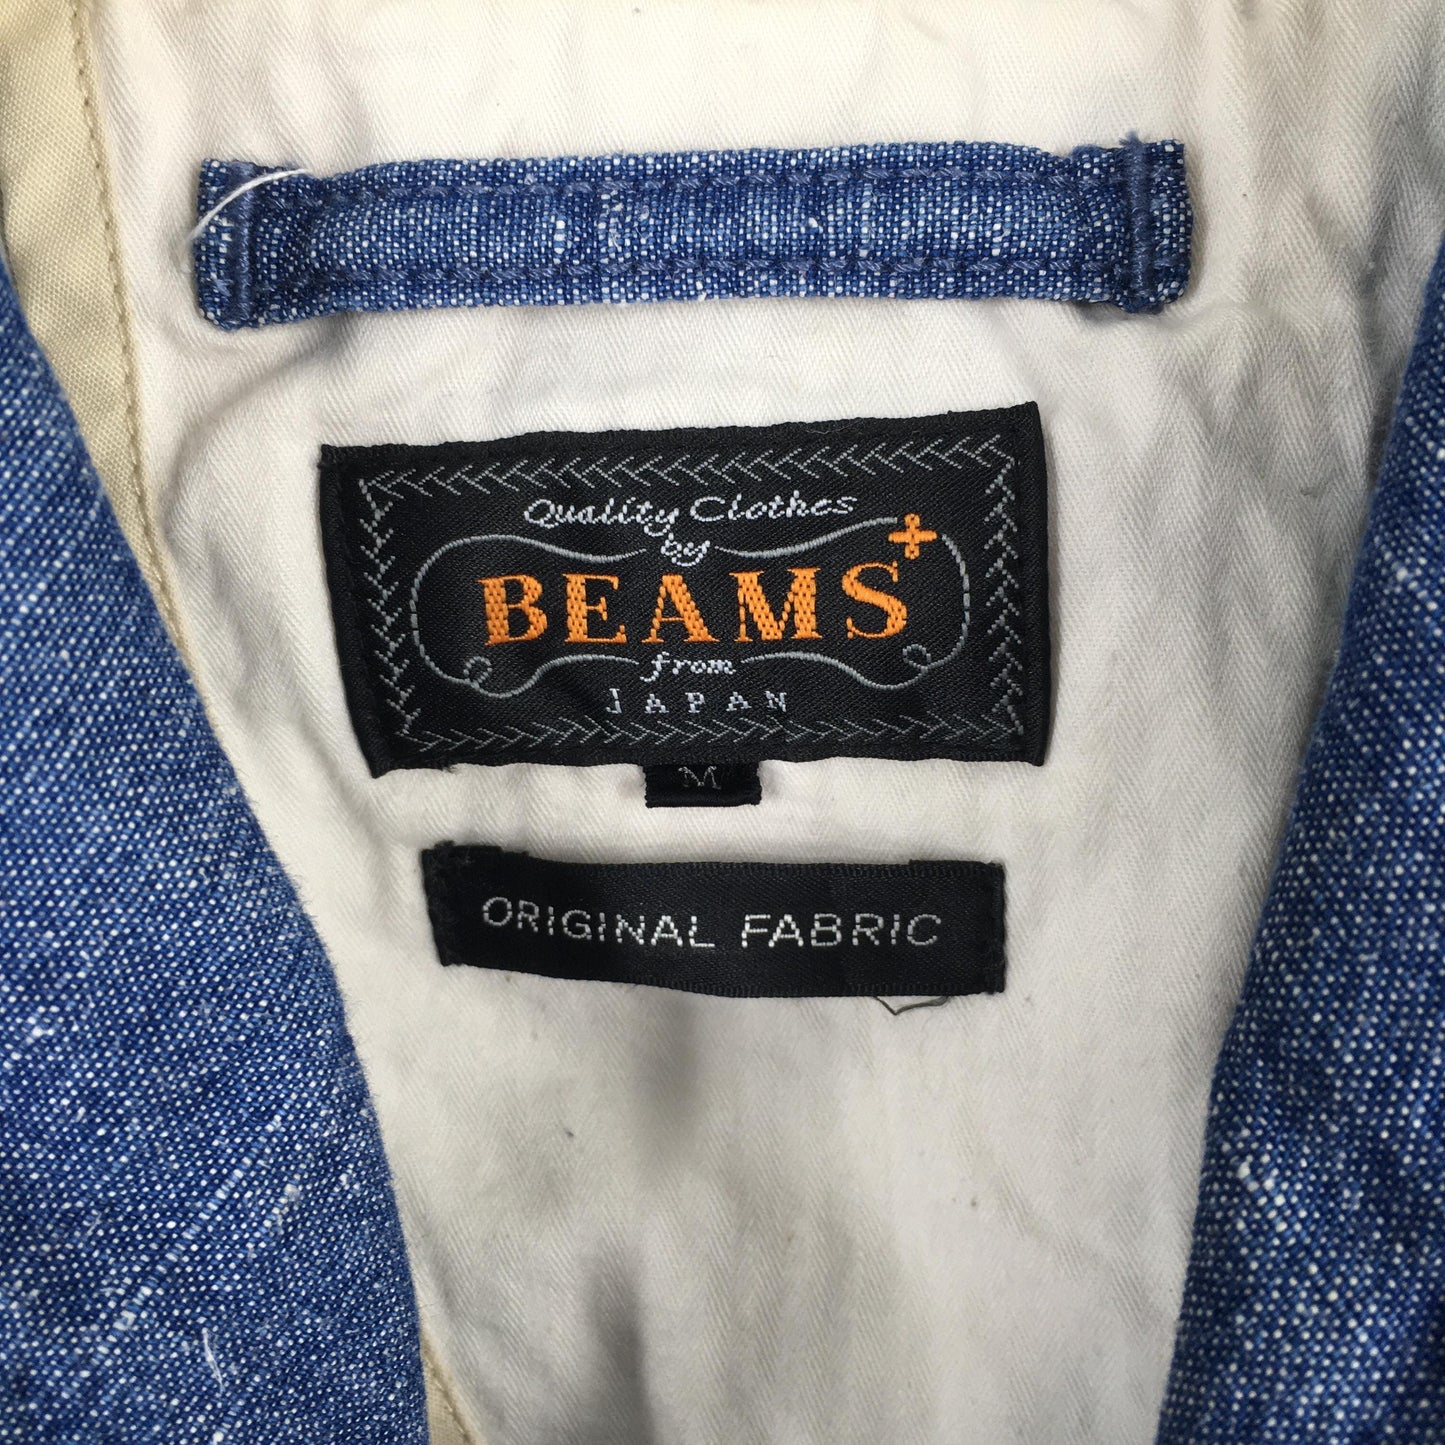 Quality Clothes
by
BEAMS+
from
JAPAN
M
ORIGINAL FABRIC